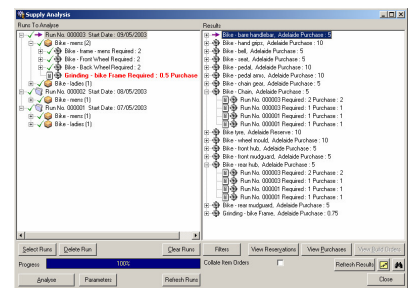 Supply Analysis
Runs To Analyse
Run No. 000003 Start Date : 09/05/2003
Bike - mens (2)
Bike - frame - mens Required : 2
Bike - Front Wheel Required : 2
Bike - Back Wheel Required : 2
Grinding - bike Frame Required : 0.5 Purchase
Bike - ladies (1)
Run No. 000002 Start Date : 08/05/2003
Bike - mens (1)
Run No. 000001 Start Date : 07/05/2003
Bike - mens (1)
Bike - ladies (1)
Select Runs
Delete Run
Clear Runs
Progress
100%
Analyse
Parameters
Refresh Runs
Results
Bike - bare handlebar, Adelaide Purchase : 5
Bike - hand grips, Adelaide Purchase : 10
Bike - bell, Adelaide Purchase : 5
Bike - seat, Adelaide Purchase : 5
Bike - pedal, Adelaide Purchase : 10
Bike - pedal arms, Adelaide Purchase : 10
Bike - chain gear, Adelaide Purchase : 5
Bike - Chain, Adelaide Purchase : 5
Run No. 000003 Required : 2 Purchase : 2
Run No. 000003 Required : 1 Purchase : 1
Run No. 000001 Required : 1 Purchase : 1
Run No. 000001 Required : 1 Purchase : 1
Bike tyre, Adelaide Reserve : 10
Bike - wheel mould, Adelaide Purchase : 10
Bike - front hub, Adelaide Purchase : 5
Bike - front mudguard, Adelaide Purchase : 5
Bike - rear hub, Adelaide Purchase : 5
Run No. 000003 Required : 2 Purchase : 2
Run No. 000003 Required : 1 Purchase : 1
Run No. 000001 Required : 1 Purchase : 1
Run No. 000001 Required : 1 Purchase : 1
Bike - rear mudguard, Adelaide Purchase : 5
Grinding - bike Frame, Adelaide Purchase : 0.75
Filters
View Reservations
View Purchases
View Build Orders
Collate Item Orders
Refresh Results
Close